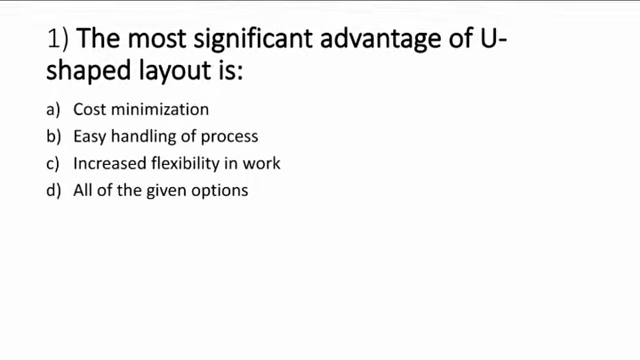 1) The most significant advantage of U-
shaped layout is:
a) Cost minimization
b) Easy handling of process
c) Increased flexibility in work
d) All of the given options